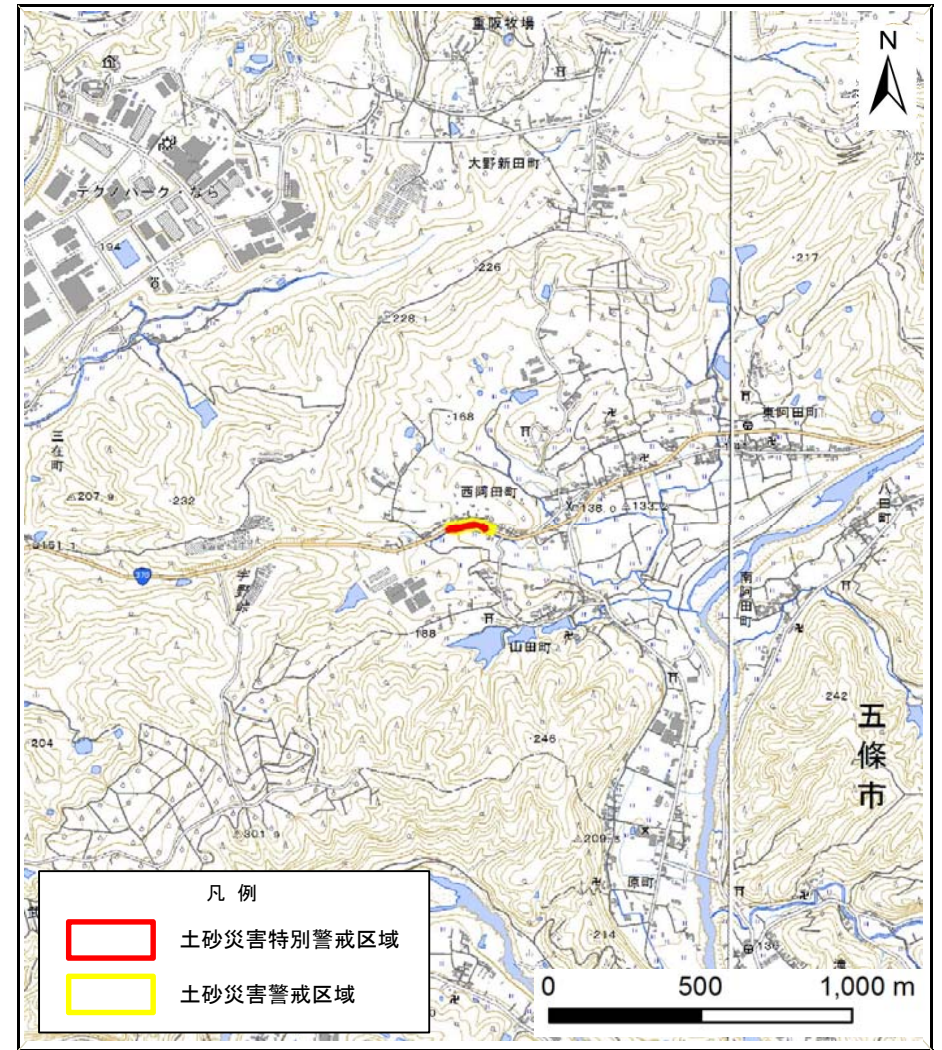 重阪牧場
N
大野新田町
テクノパーク・なら
194
217
226
228.1
168
東阿田町
三在町
西阿田町
207.9
232
138.0
133.
151.1
八田町
370
宇野峠
南阿田町
188
山田町
242
五條市
204
246
301.9
209.
原町
214
136
凡 例
土砂災害特別警戒区域
土砂災害警戒区域
0 500 1,000 m